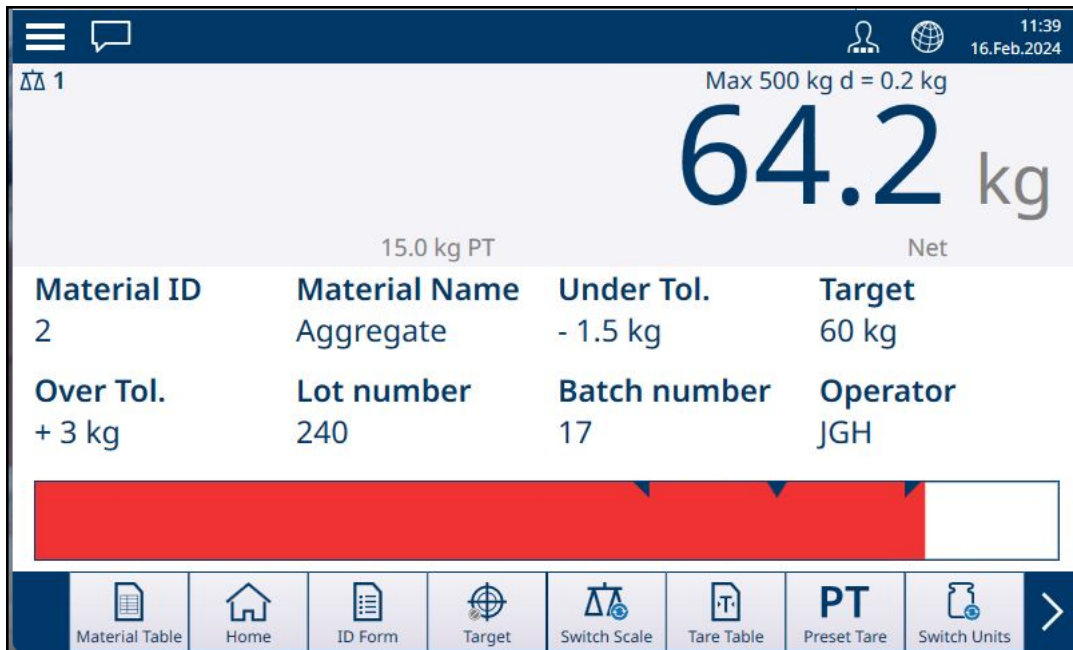 11:39
16.Feb.2024
1
Max 500 kg d = 0.2 kg
64.2 kg
15.0 kg PT Net
Material ID Material Name Under Tol. Target
2 Aggregate - 1.5 kg 60 kg
Over Tol. Lot number Batch number Operator
+ 3 kg 240 17 JGH
T PT
Material Table Home ID Form Target Switch Scale Tare Table Preset Tare Switch Units